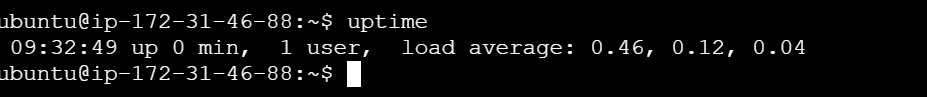 ubuntu@ip-172-31-46-88:~$ uptime
09:32:49 up 0 min,  1 user,  load average: 0.46, 0.12, 0.04
ubuntu@ip-172-31-46-88:~$